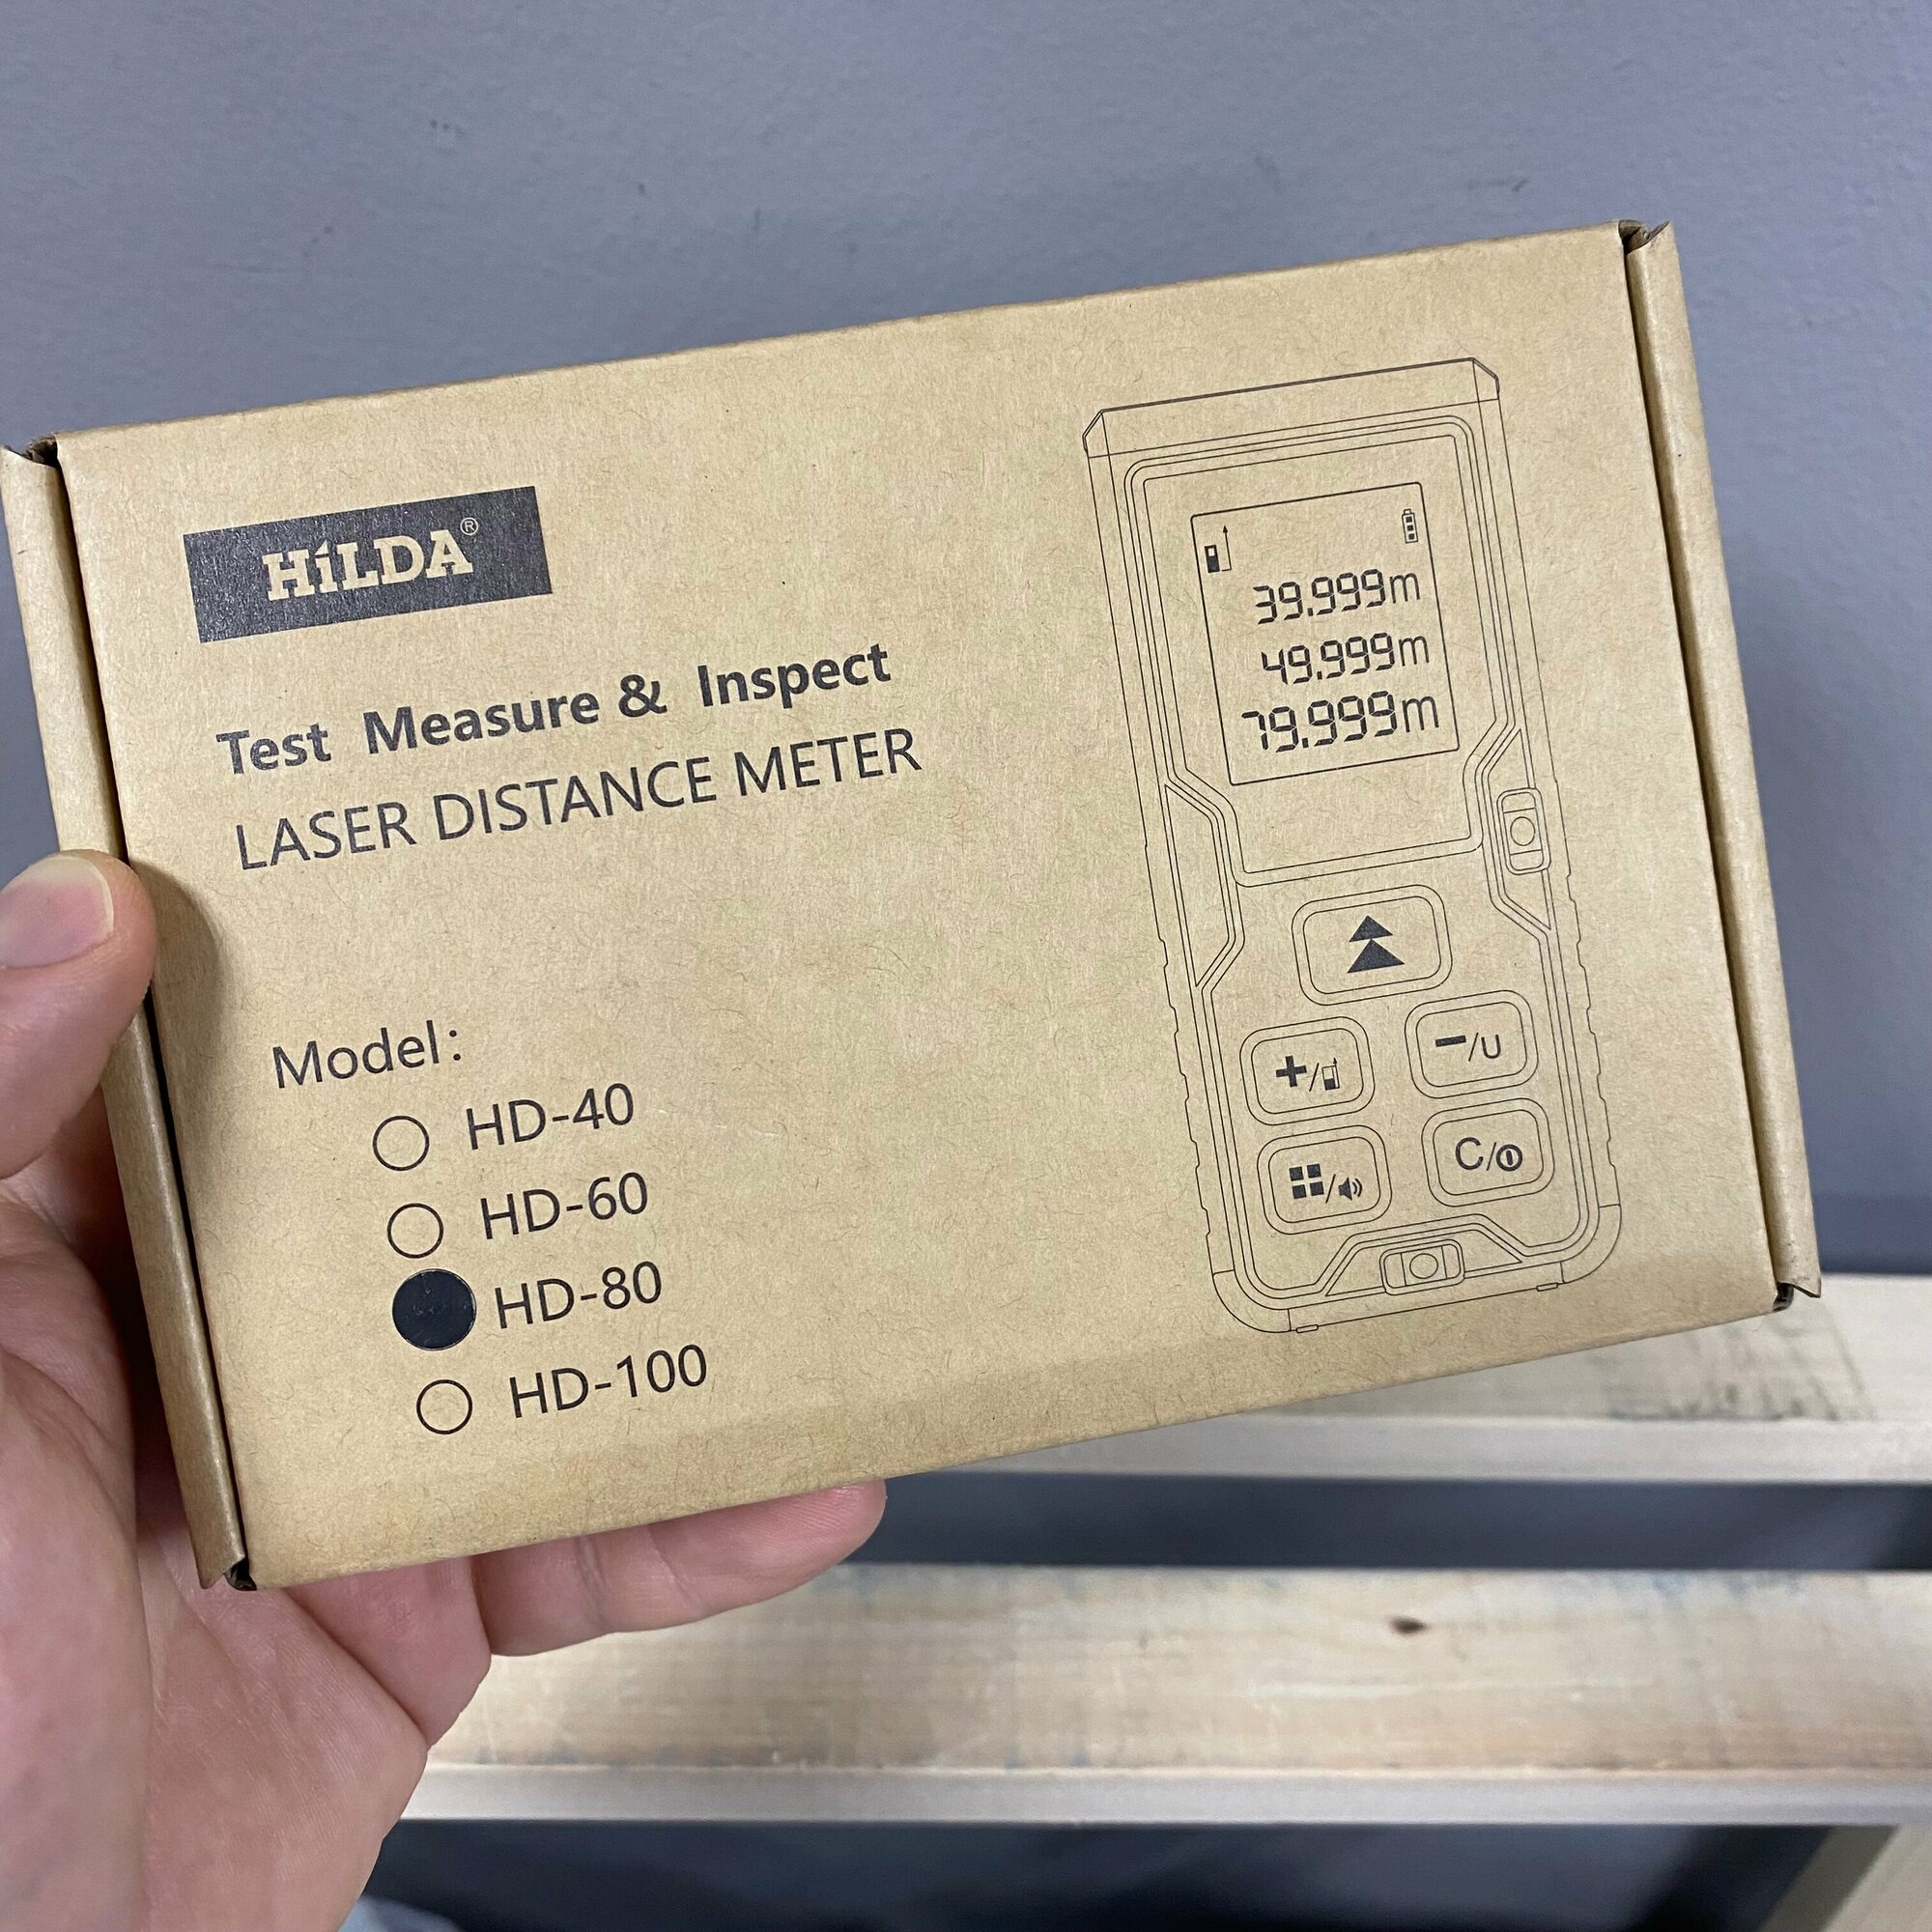 HíLDA®
Test Measure & Inspect
LASER DISTANCE METER
Model:
HD-40
HD-60
HD-80
HD-100
39.999m
49.999m
79.999m
+/
−/U
/
C/